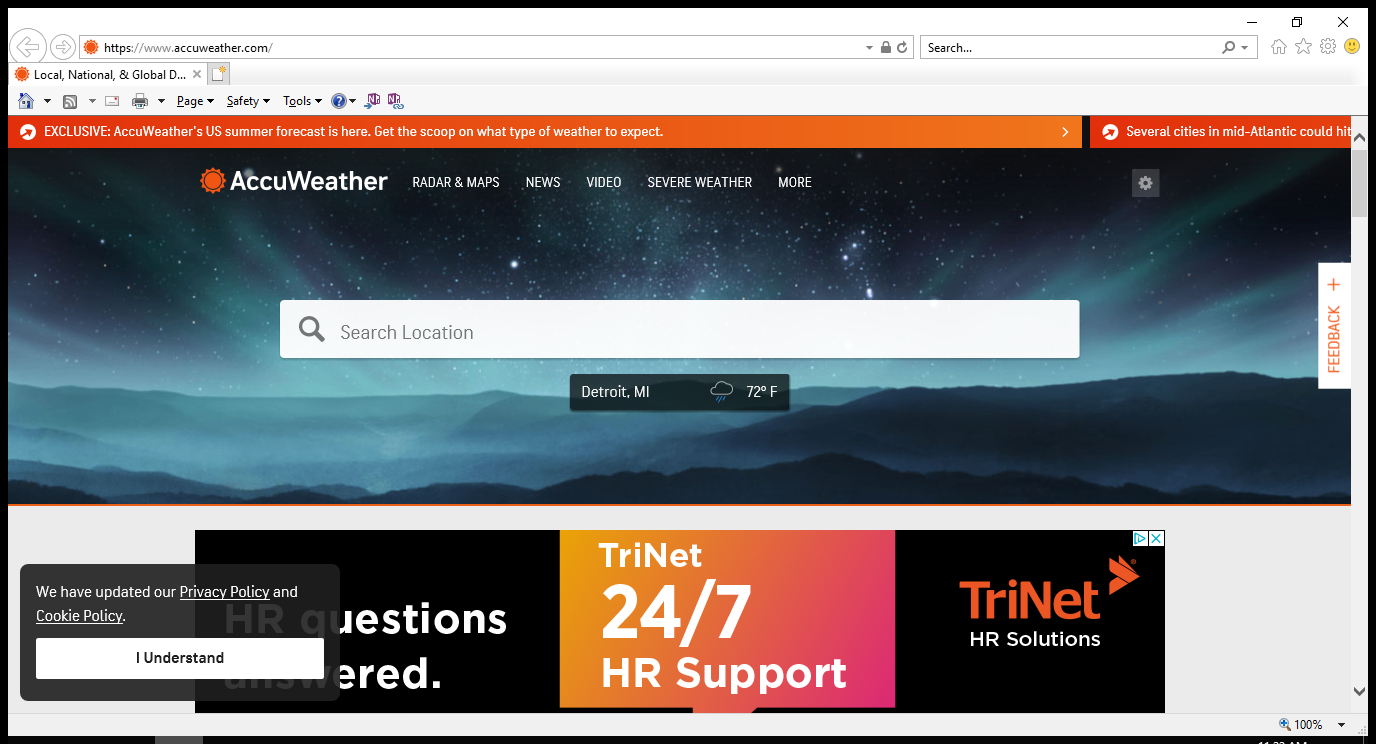 https://www.accuweather.com/
Search...
Local, National, & Global D...
Page
Safety
Tools
EXCLUSIVE: AccuWeather's US summer forecast is here. Get the scoop on what type of weather to expect.
Several cities in mid-Atlantic could hit
AccuWeather
RADAR & MAPS
NEWS
VIDEO
SEVERE WEATHER
MORE
Search Location
Detroit, MI
72° F
FEEDBACK
TriNet
24/7
HR Support
HR questions
answered.
TriNet
HR Solutions
We have updated our Privacy Policy and
Cookie Policy.
I Understand
100%